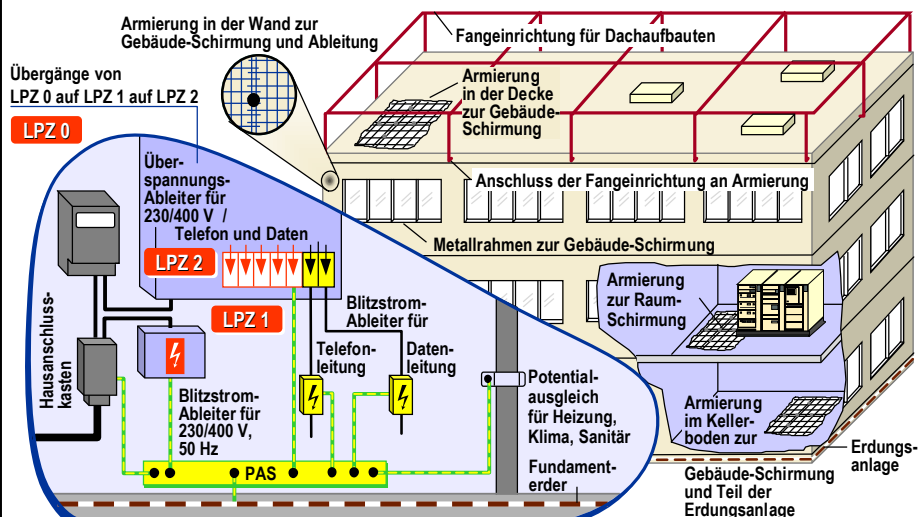 Armierung in der Wand zur
Gebäude-Schirmung und Ableitung
Fangeinrichtung für Dachaufbauten
Übergänge von
LPZ 0 auf LPZ 1 auf LPZ 2
LPZ 0
Armierung
in der Decke
zur Gebäude-
Schirmung
Über-
spannungs-
Ableiter für
230/400 V /
Telefon und Daten
Anschluss der Fangeinrichtung an Armierung
Metallrahmen zur Gebäude-Schirmung
LPZ 2
LPZ 1
Blitzstrom-
Ableiter für
Telefon-
leitung
Daten-
leitung
Armierung
zur Raum-
Schirmung
Hausanschluss-
kasten
Blitzstrom-
Ableiter für
230/400 V,
50 Hz
Potential-
ausgleich
für Heizung,
Klima, Sanitär
Armierung
im Keller-
boden zur
Gebäude-Schirmung
und Teil der
Erdungsanlage
Erdungs-
anlage
PAS
Fundament-
erder